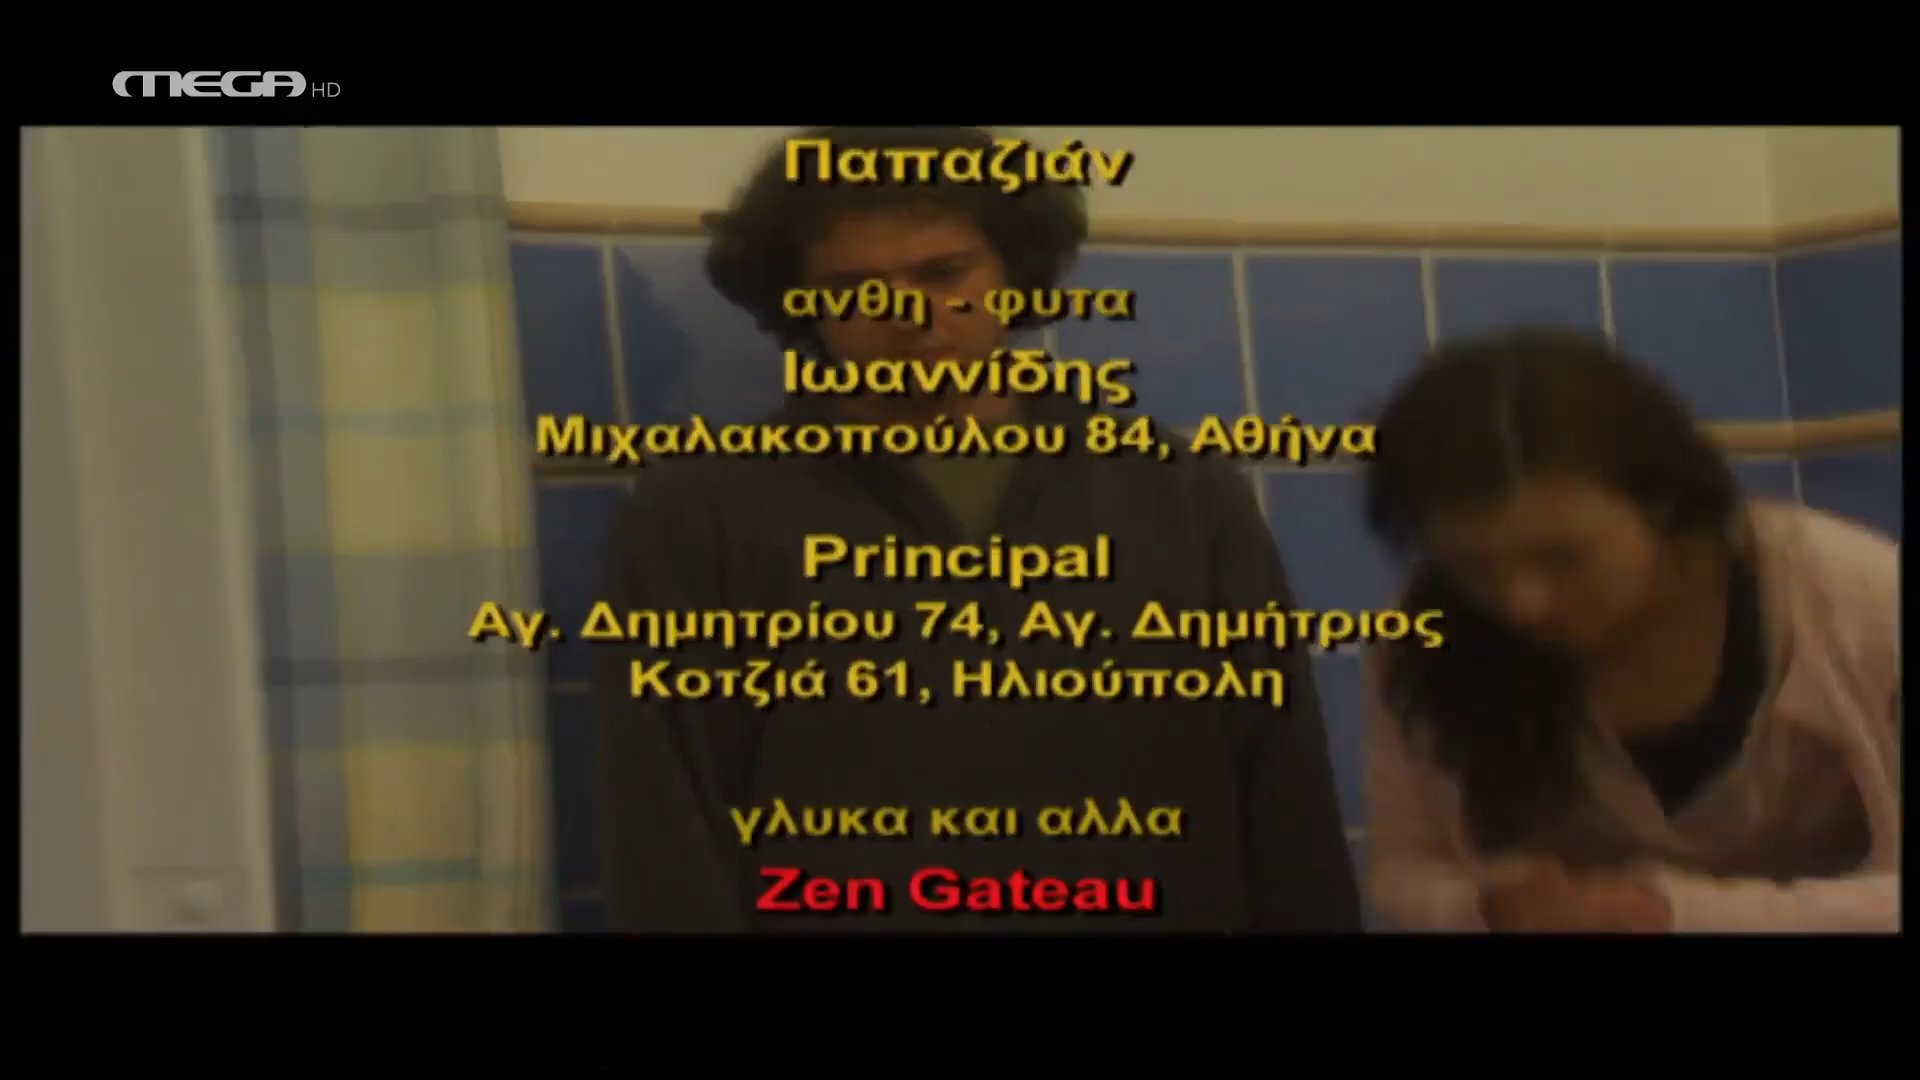 MEGA HD
Παπαζιάν
ανθη - φυτα
Ιωαννίδης
Μιχαλακοπούλου 84, Αθήνα
Principal
Αγ. Δημητρίου 74, Αγ. Δημήτριος
Κοτζιά 61, Ηλιούπολη
γλυκα και αλλα
Zen Gateau